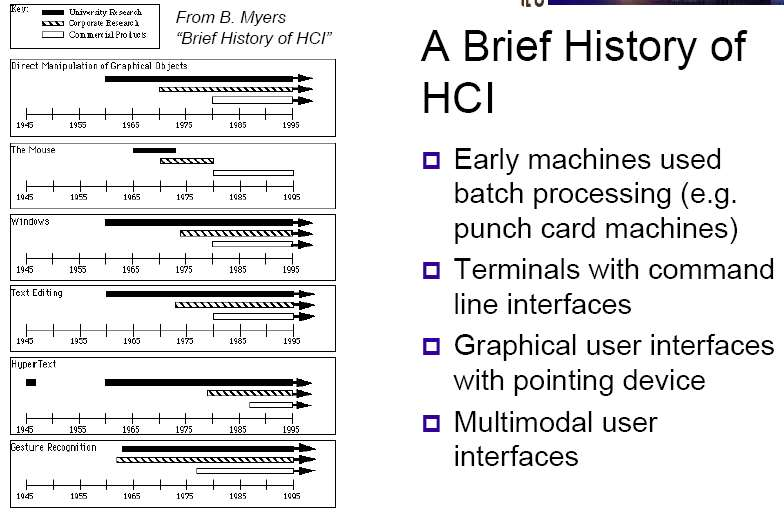 Key:
University Research
Corporate Research
Commercial Products
From B. Myers
“Brief History of HCI”
Direct Manipulation of Graphical Objects
1945 1955 1965 1975 1985 1995
The Mouse
1945 1955 1965 1975 1985 1995
Windows
1945 1955 1965 1975 1985 1995
Text Editing
1945 1955 1965 1975 1985 1995
HyperText
1945 1955 1965 1975 1985 1995
Gesture Recognition
1945 1955 1965 1975 1985 1995
A Brief History of
HCI
Early machines used
batch processing (e.g.
punch card machines)
Terminals with command
line interfaces
Graphical user interfaces
with pointing device
Multimodal user
interfaces